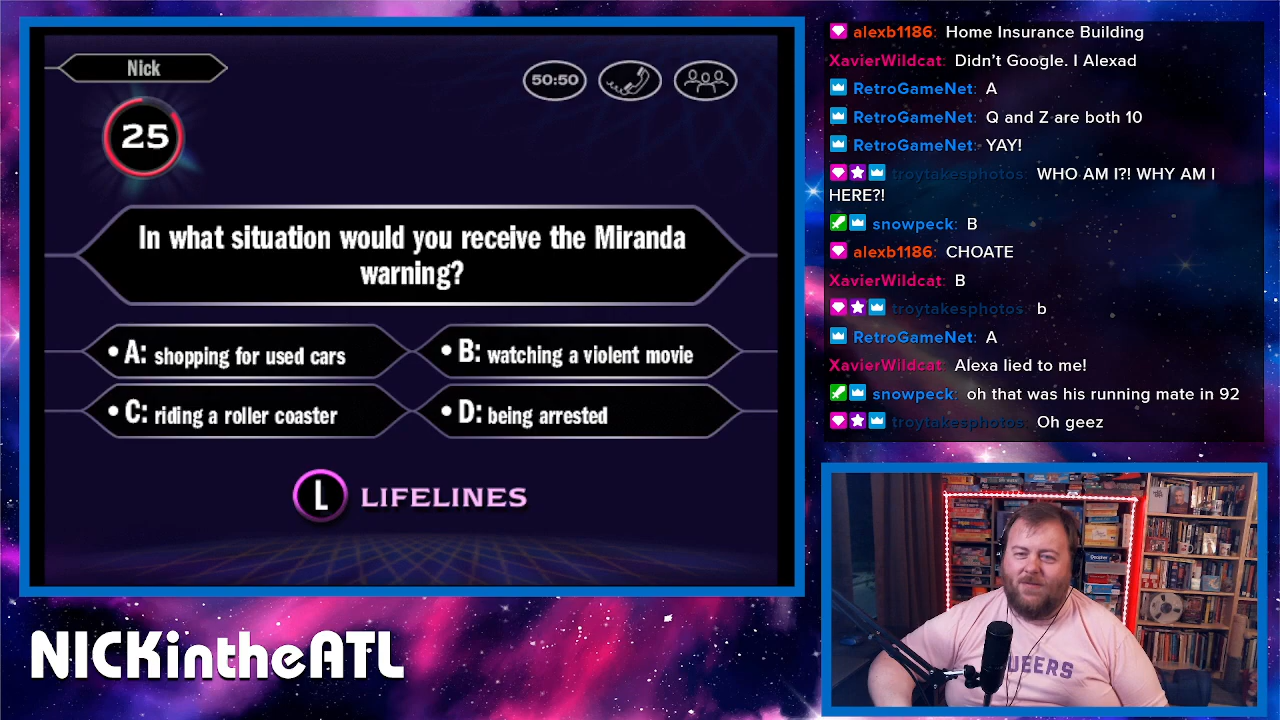 Nick
50:50
25
In what situation would you receive the Miranda
warning?
• A: shopping for used cars
• B: watching a violent movie
• C: riding a roller coaster
• D: being arrested
L LIFELINES
NICKintheATL
alexb1186: Home Insurance Building
XavierWildcat: Didn't Google. I Alexad
RetroGameNet: A
RetroGameNet: Q and Z are both 10
RetroGameNet: YAY!
troytakesphotos: WHO AM I?! WHY AM I
HERE?!
snowpeck: B
alexb1186: CHOATE
XavierWildcat: B
troytakesphotos: b
RetroGameNet: A
XavierWildcat: Alexa lied to me!
snowpeck: oh that was his running mate in 92
troytakesphotos: Oh geez
UEERS